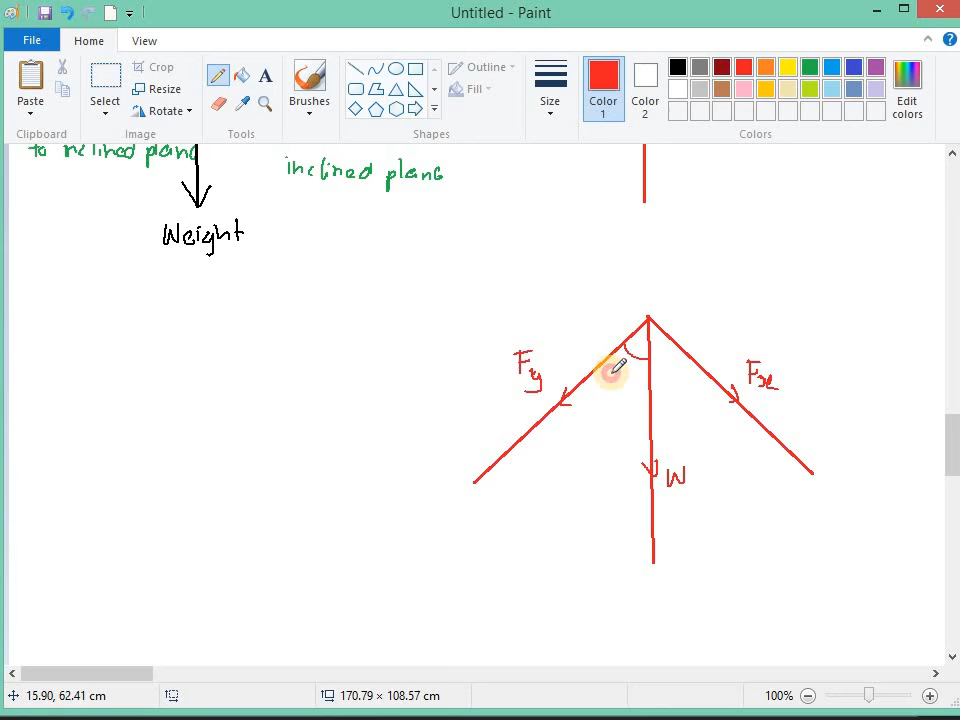 Untitled - Paint
File
Home
View
Paste
Clipboard
Select
Crop
Resize
Rotate
Image
A
Tools
Brushes
Outline
Fill
Shapes
Size
Color 1
Color 2
Edit colors
Colors
to inclined plane
inclined plane
Weight
Fy
Fx
W
15.90, 62.41 cm
170.79 × 108.57 cm
100%